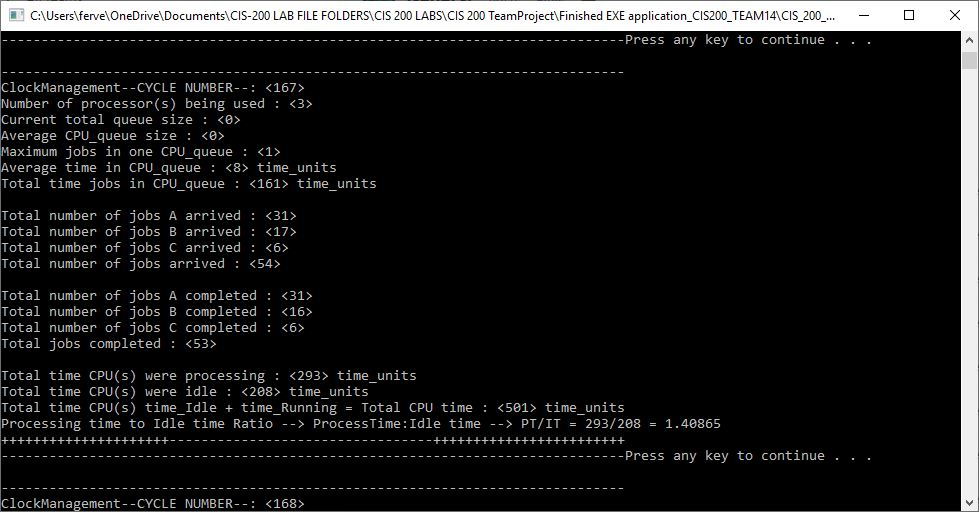 C:\Users\ferve\OneDrive\Documents\CIS-200 LAB FILE FOLDERS\CIS 200 LABS\CIS 200 TeamProject\Finished EXE application_CIS200_TEAM14\CIS_200_...
------------------------------------------------------------------------------Press any key to continue . . .
------------------------------------------------------------------------------
ClockManagement--CYCLE NUMBER--: <167>
Number of processor(s) being used : <3>
Current total queue size : <0>
Average CPU_queue size : <0>
Maximum jobs in one CPU_queue : <1>
Average time in CPU_queue : <8> time_units
Total time jobs in CPU_queue : <161> time_units
Total number of jobs A arrived : <31>
Total number of jobs B arrived : <17>
Total number of jobs C arrived : <6>
Total number of jobs arrived : <54>
Total number of jobs A completed : <31>
Total number of jobs B completed : <16>
Total number of jobs C completed : <6>
Total jobs completed : <53>
Total time CPU(s) were processing : <293> time_units
Total time CPU(s) were idle : <208> time_units
Total time CPU(s) time_Idle + time_Running = Total CPU time : <501> time_units
Processing time to Idle time Ratio --> ProcessTime:Idle time --> PT/IT = 293/208 = 1.40865
+++++++++++++++++++++---------------------------------++++++++++++++++++++++++
------------------------------------------------------------------------------Press any key to continue . . .
------------------------------------------------------------------------------
ClockManagement--CYCLE NUMBER--: <168>